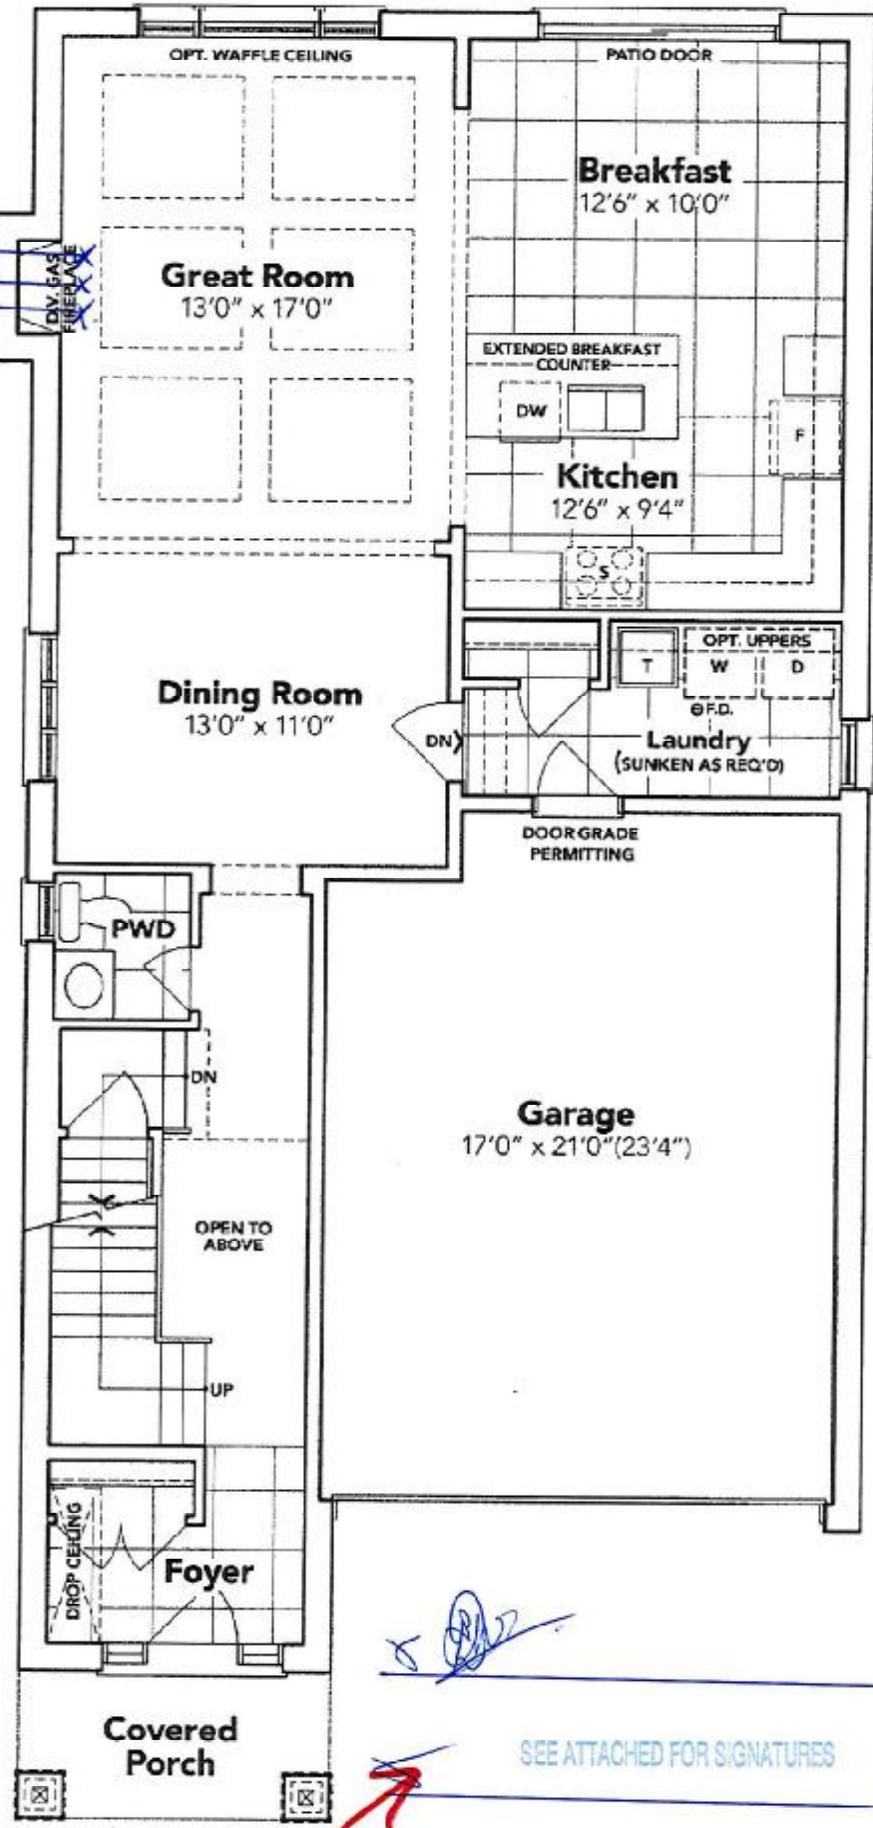 OPT. WAFFLE CEILING
PATIO DOOR
Breakfast
12'6" x 10'0"
D.V. GAS
FIREPLACE
Great Room
13'0" x 17'0"
EXTENDED BREAKFAST
COUNTER
DW
F
Kitchen
12'6" x 9'4"
S
OPT. UPPERS
T
W
D
F.D.
Dining Room
13'0" x 11'0"
DN
Laundry
(SUNKEN AS REQ'D)
DOOR GRADE
PERMITTING
PWD
DN
Garage
17'0" x 21'0"(23'4")
OPEN TO
ABOVE
UP
DROP CEILING
Foyer
Covered
Porch
SEE ATTACHED FOR SIGNATURES